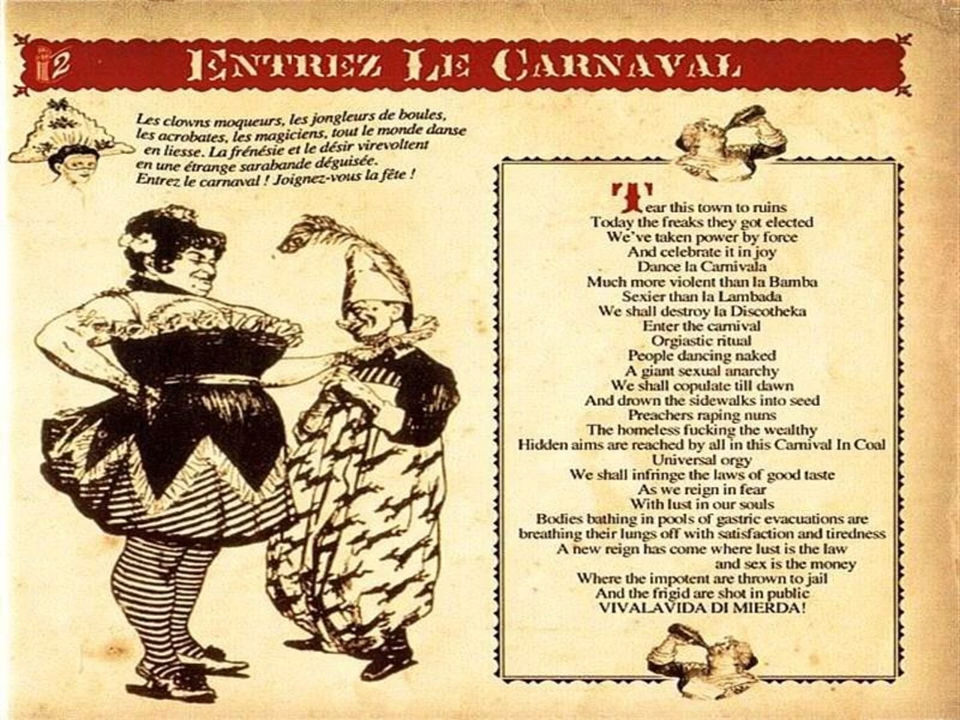 12
ENTREZ LE CARNAVAL
Les clowns moqueurs, les jongleurs de boules,
les acrobates, les magiciens, tout le monde danse
en liesse. La frénésie et le désir virevoltent
en une étrange sarabande déguisée.
Entrez le carnaval ! Joignez-vous la fête !
Tear this town to ruins
Today the freaks they got elected
We've taken power by force
And celebrate it in joy
Dance la Carnivala
Much more violent than la Bamba
Sexier than la Lambada
We shall destroy la Discotheka
Enter the carnival
Orgiastic ritual
People dancing naked
A giant sexual anarchy
We shall copulate till dawn
And drown the sidewalks into seed
Preachers raping nuns
The homeless fucking the wealthy
Hidden aims are reached by all in this Carnival In Coal
Universal orgy
We shall infringe the laws of good taste
As we reign in fear
With lust in our souls
Bodies bathing in pools of gastric evacuations are
breathing their lungs off with satisfaction and tiredness
A new reign has come where lust is the law
and sex is the money
Where the impotent are thrown to jail
And the frigid are shot in public
VIVALAVIDA DI MIERDA!